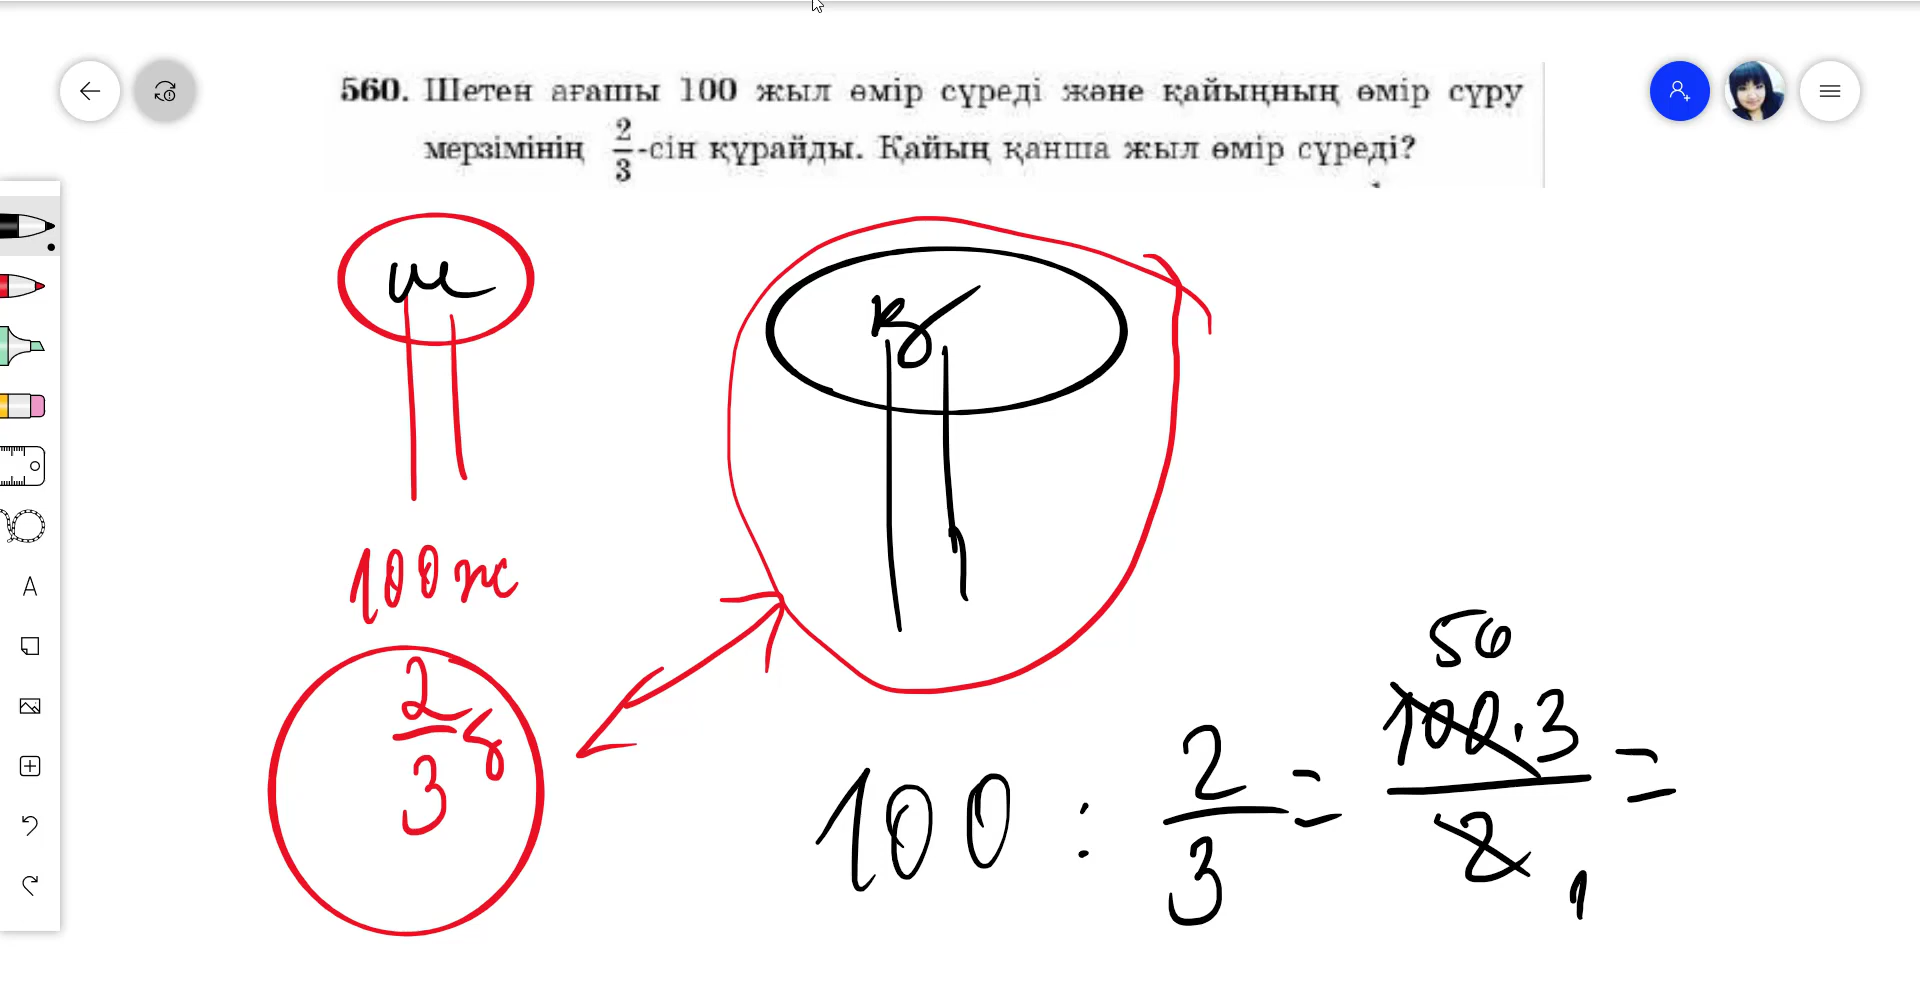 560. Шетен ағашы 100 жыл өмір сүреді және қайыңның өмір сүру
мерзімінің 2/3-сін құрайды. Қайың қанша жыл өмір сүреді?
ш
қ
100 ж
2/3 қ
50
100 : 2/3 = 100·3/2 =
1
A